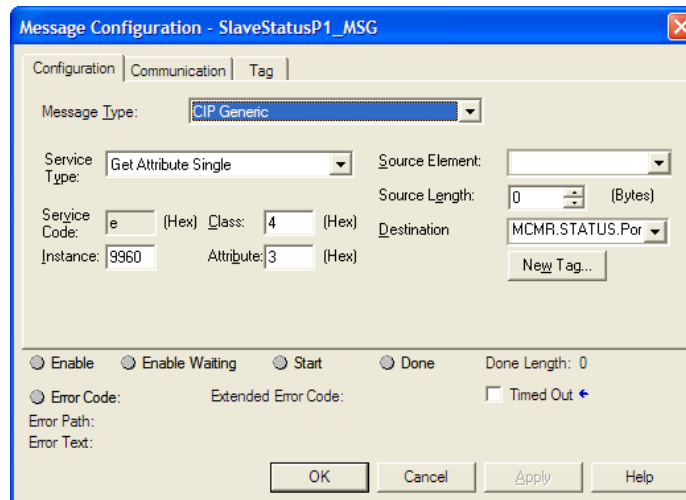 Message Configuration - SlaveStatusP1_MSG
Configuration Communication Tag
Message Type: CIP Generic
Service Type: Get Attribute Single
Source Element:
Source Length: 0 (Bytes)
Service Code: e (Hex) Class: 4 (Hex)
Destination MCMR.STATUS.Por
Instance: 9960 Attribute: 3 (Hex)
New Tag...
Enable Enable Waiting Start Done Done Length: 0
Error Code: Extended Error Code: Timed Out
Error Path:
Error Text:
OK Cancel Apply Help